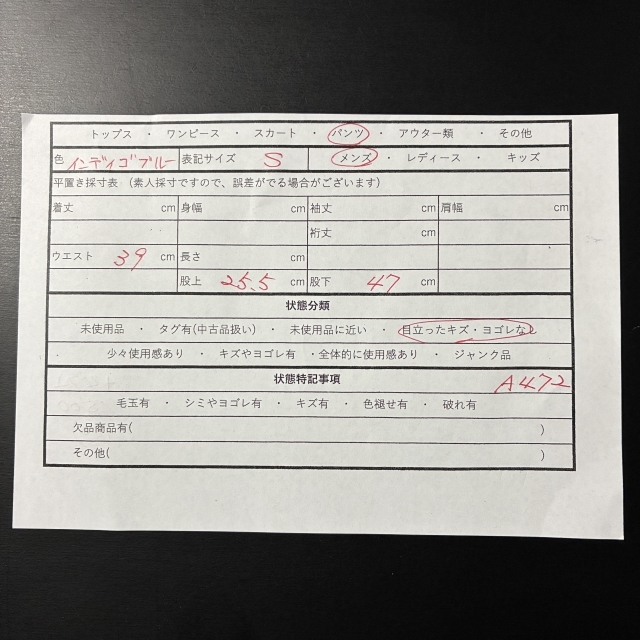 トップス ・ ワンピース ・ スカート ・ パンツ ・ アウター類 ・ その他
色 インディゴブルー 表記サイズ S メンズ ・ レディース ・ キッズ
平置き採寸表 (素人採寸ですので、誤差がでる場合がございます)
着丈 cm 身幅 cm 袖丈 cm 肩幅 cm
裄丈 cm
ウエスト 39 cm 長さ cm
股上 25.5 cm 股下 47 cm
状態分類
未使用品 ・ タグ有(中古品扱い) ・ 未使用品に近い ・ 目立ったキズ・ヨゴレなし
・ 少々使用感あり ・ キズやヨゴレ有 ・全体的に使用感あり ・ ジャンク品
状態特記事項 A472
毛玉有 ・ シミやヨゴレ有 ・ キズ有 ・ 色褪せ有 ・ 破れ有
欠品商品有( )
その他( )